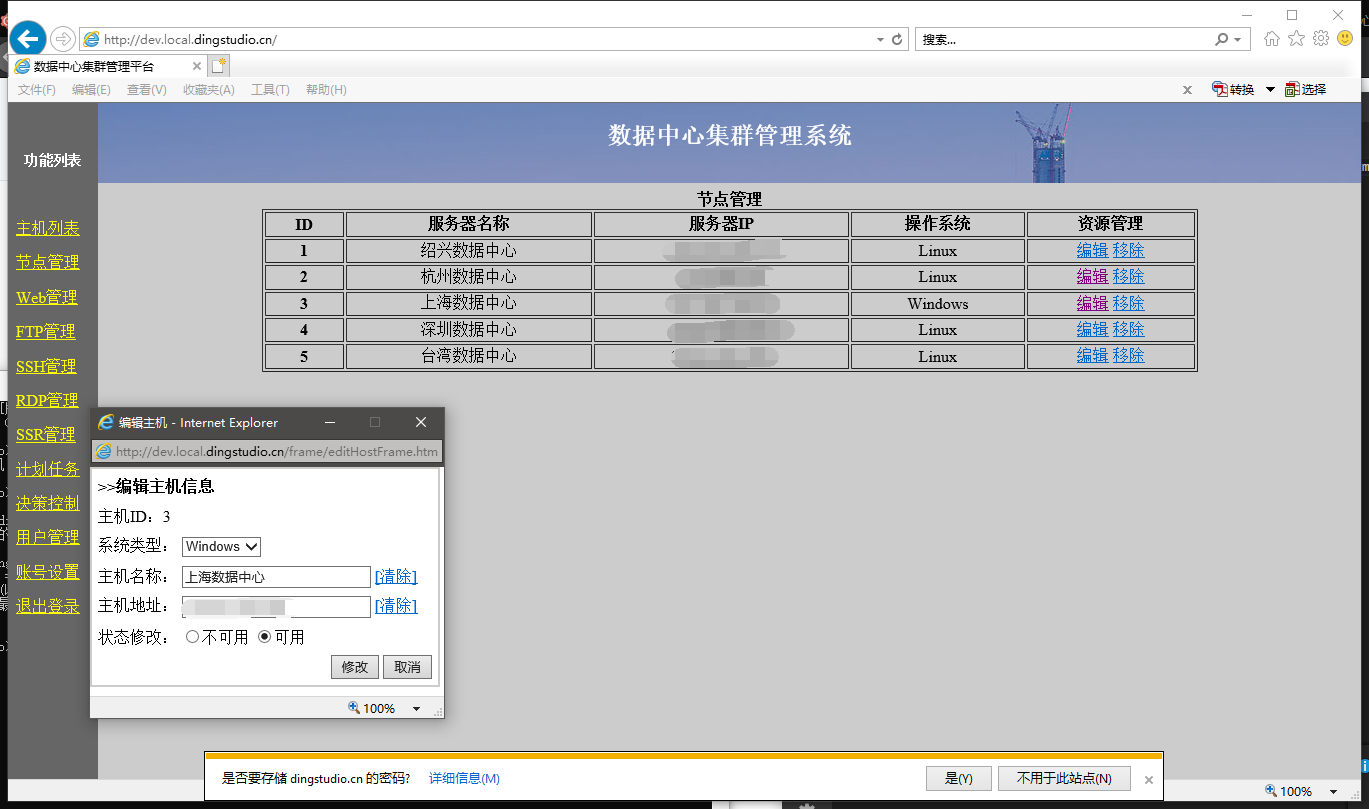 http://dev.local.dingstudio.cn/
搜索...
数据中心集群管理平台
文件(F) 编辑(E) 查看(V) 收藏夹(A) 工具(T) 帮助(H)
转换 选择
数据中心集群管理系统
功能列表
主机列表
节点管理
Web管理
FTP管理
SSH管理
RDP管理
SSR管理
计划任务
决策控制
用户管理
账号设置
退出登录
节点管理
ID 服务器名称 服务器IP 操作系统 资源管理
1 绍兴数据中心 Linux 编辑 移除
2 杭州数据中心 Linux 编辑 移除
3 上海数据中心 Windows 编辑 移除
4 深圳数据中心 Linux 编辑 移除
5 台湾数据中心 Linux 编辑 移除
编辑主机 - Internet Explorer
http://dev.local.dingstudio.cn/frame/editHostFrame.htm
>>编辑主机信息
主机ID：3
系统类型： Windows
主机名称： 上海数据中心 [清除]
主机地址： [清除]
状态修改： 不可用 可用
修改 取消
100%
是否要存储 dingstudio.cn 的密码? 详细信息(M) 是(Y) 不用于此站点(N)
100%